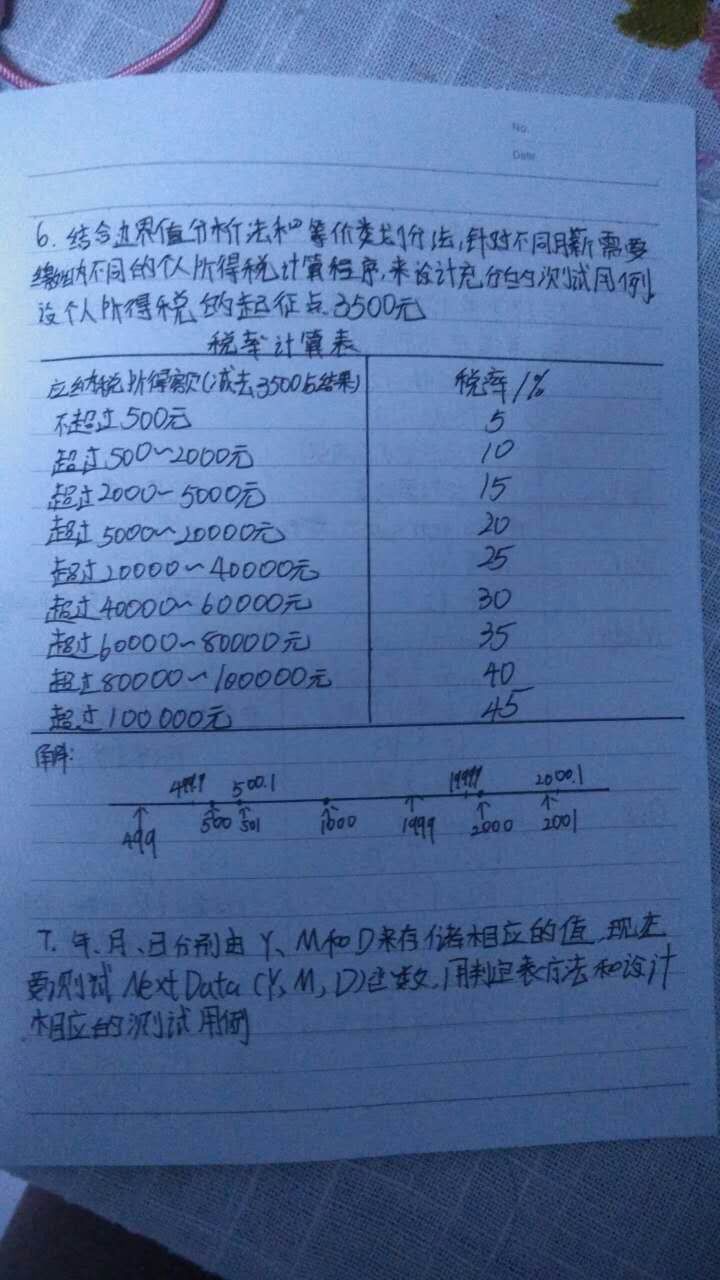 No.
Date
6. 结合边界值分析法和等价类划分法,针对不同月薪需要
缴纳不同的个人所得税计算程序,来设计充分的测试用例.
设个人所得税的起征点3500元
税率计算表
应纳税所得额(减去3500后结果) 税率/%
不超过500元 5
超过500~2000元 10
超过2000~5000元 15
超过5000~20000元 20
超过20000~40000元 25
超过40000~60000元 30
超过60000~80000元 35
超过80000~100000元 40
超过100000元 45
解:
499.9 500.1 1999.9 2000.1
499 500 501 1000 1999 2000 2001
7. 年、月、日分别由Y、M和D来存储相应的值,现在
要测试NextData(Y,M,D)函数,用判定表方法和设计
相应的测试用例